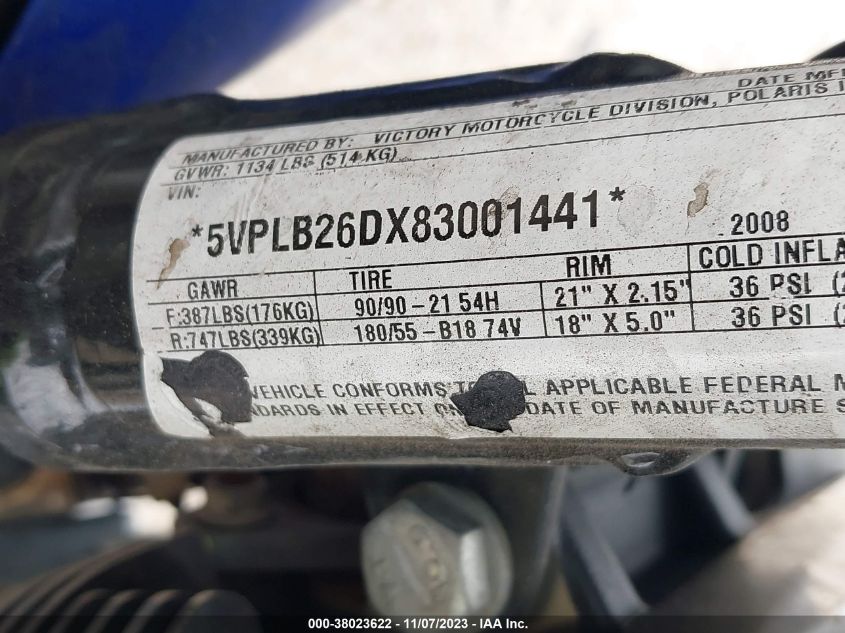 DATE MFD
MANUFACTURED BY: VICTORY MOTORCYCLE DIVISION, POLARIS I
GVWR: 1134 LBS (514 KG)
VIN:
*5VPLB26DX83001441* 2008
GAWR TIRE RIM COLD INFLA
F:387LBS(176KG) 90/90-21 54H 21" X 2.15" 36 PSI (2
R:747LBS(339KG) 180/55-B18 74V 18" X 5.0" 36 PSI (2
VEHICLE CONFORMS APPLICABLE FEDERAL M
NDARDS IN EFFECT DATE OF MANUFACTURE S
000-38023622 - 11/07/2023 - IAA Inc.